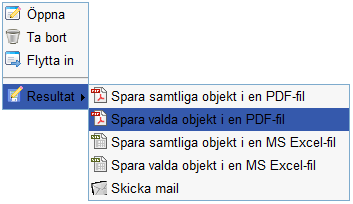 Öppna
Ta bort
Flytta in
Resultat
Spara samtliga objekt i en PDF-fil
Spara valda objekt i en PDF-fil
Spara samtliga objekt i en MS Excel-fil
Spara valda objekt i en MS Excel-fil
Skicka mail